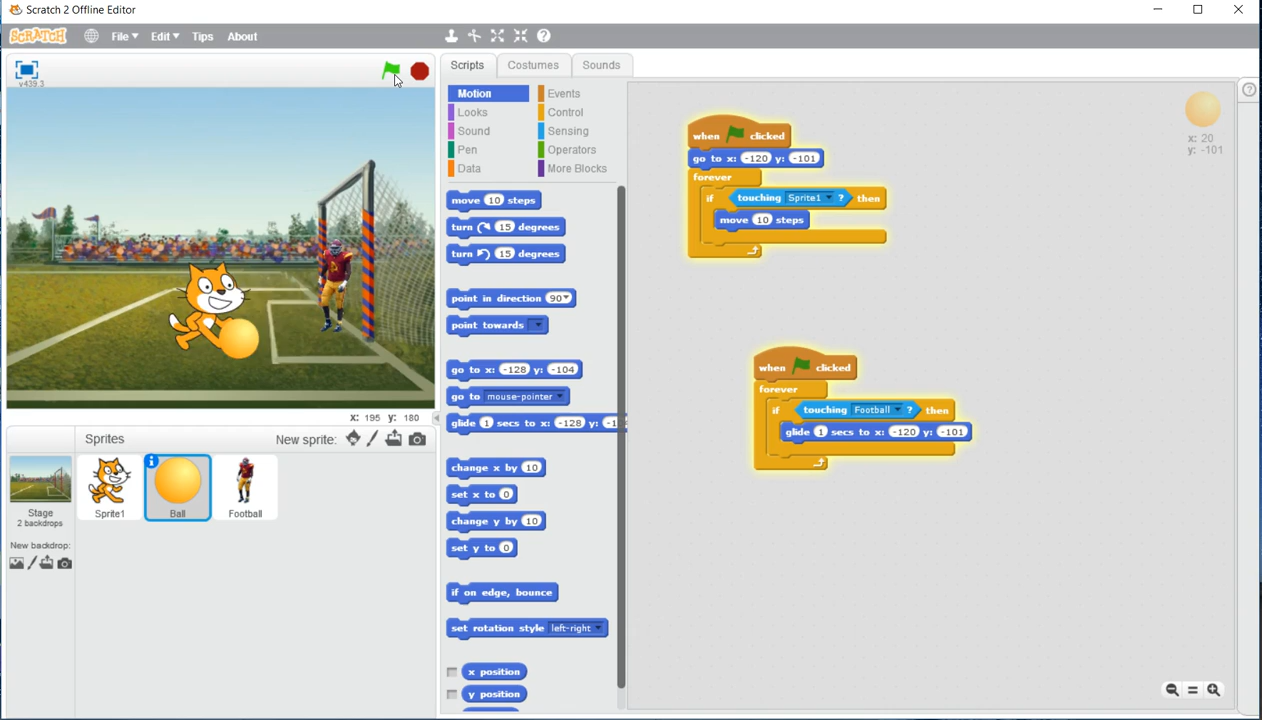 Scratch 2 Offline Editor
SCRATCH File Edit Tips About
v439.3
Scripts Costumes Sounds
Motion Events
Looks Control
Sound Sensing
Pen Operators
Data More Blocks
move 10 steps
turn 15 degrees
turn 15 degrees
point in direction 90
point towards
go to x: -128 y: -104
go to mouse-pointer
glide 1 secs to x: -128 y:
change x by 10
set x to 0
change y by 10
set y to 0
if on edge, bounce
set rotation style left-right
x position
y position
when clicked
go to x: -120 y: -101
forever
if touching Sprite1 ? then
move 10 steps
when clicked
forever
if touching Football ? then
glide 1 secs to x: -120 y: -101
x: 20
y: -101
x: 195 y: 180
Sprites New sprite:
Stage
2 backdrops
New backdrop:
Sprite1
Ball
Football